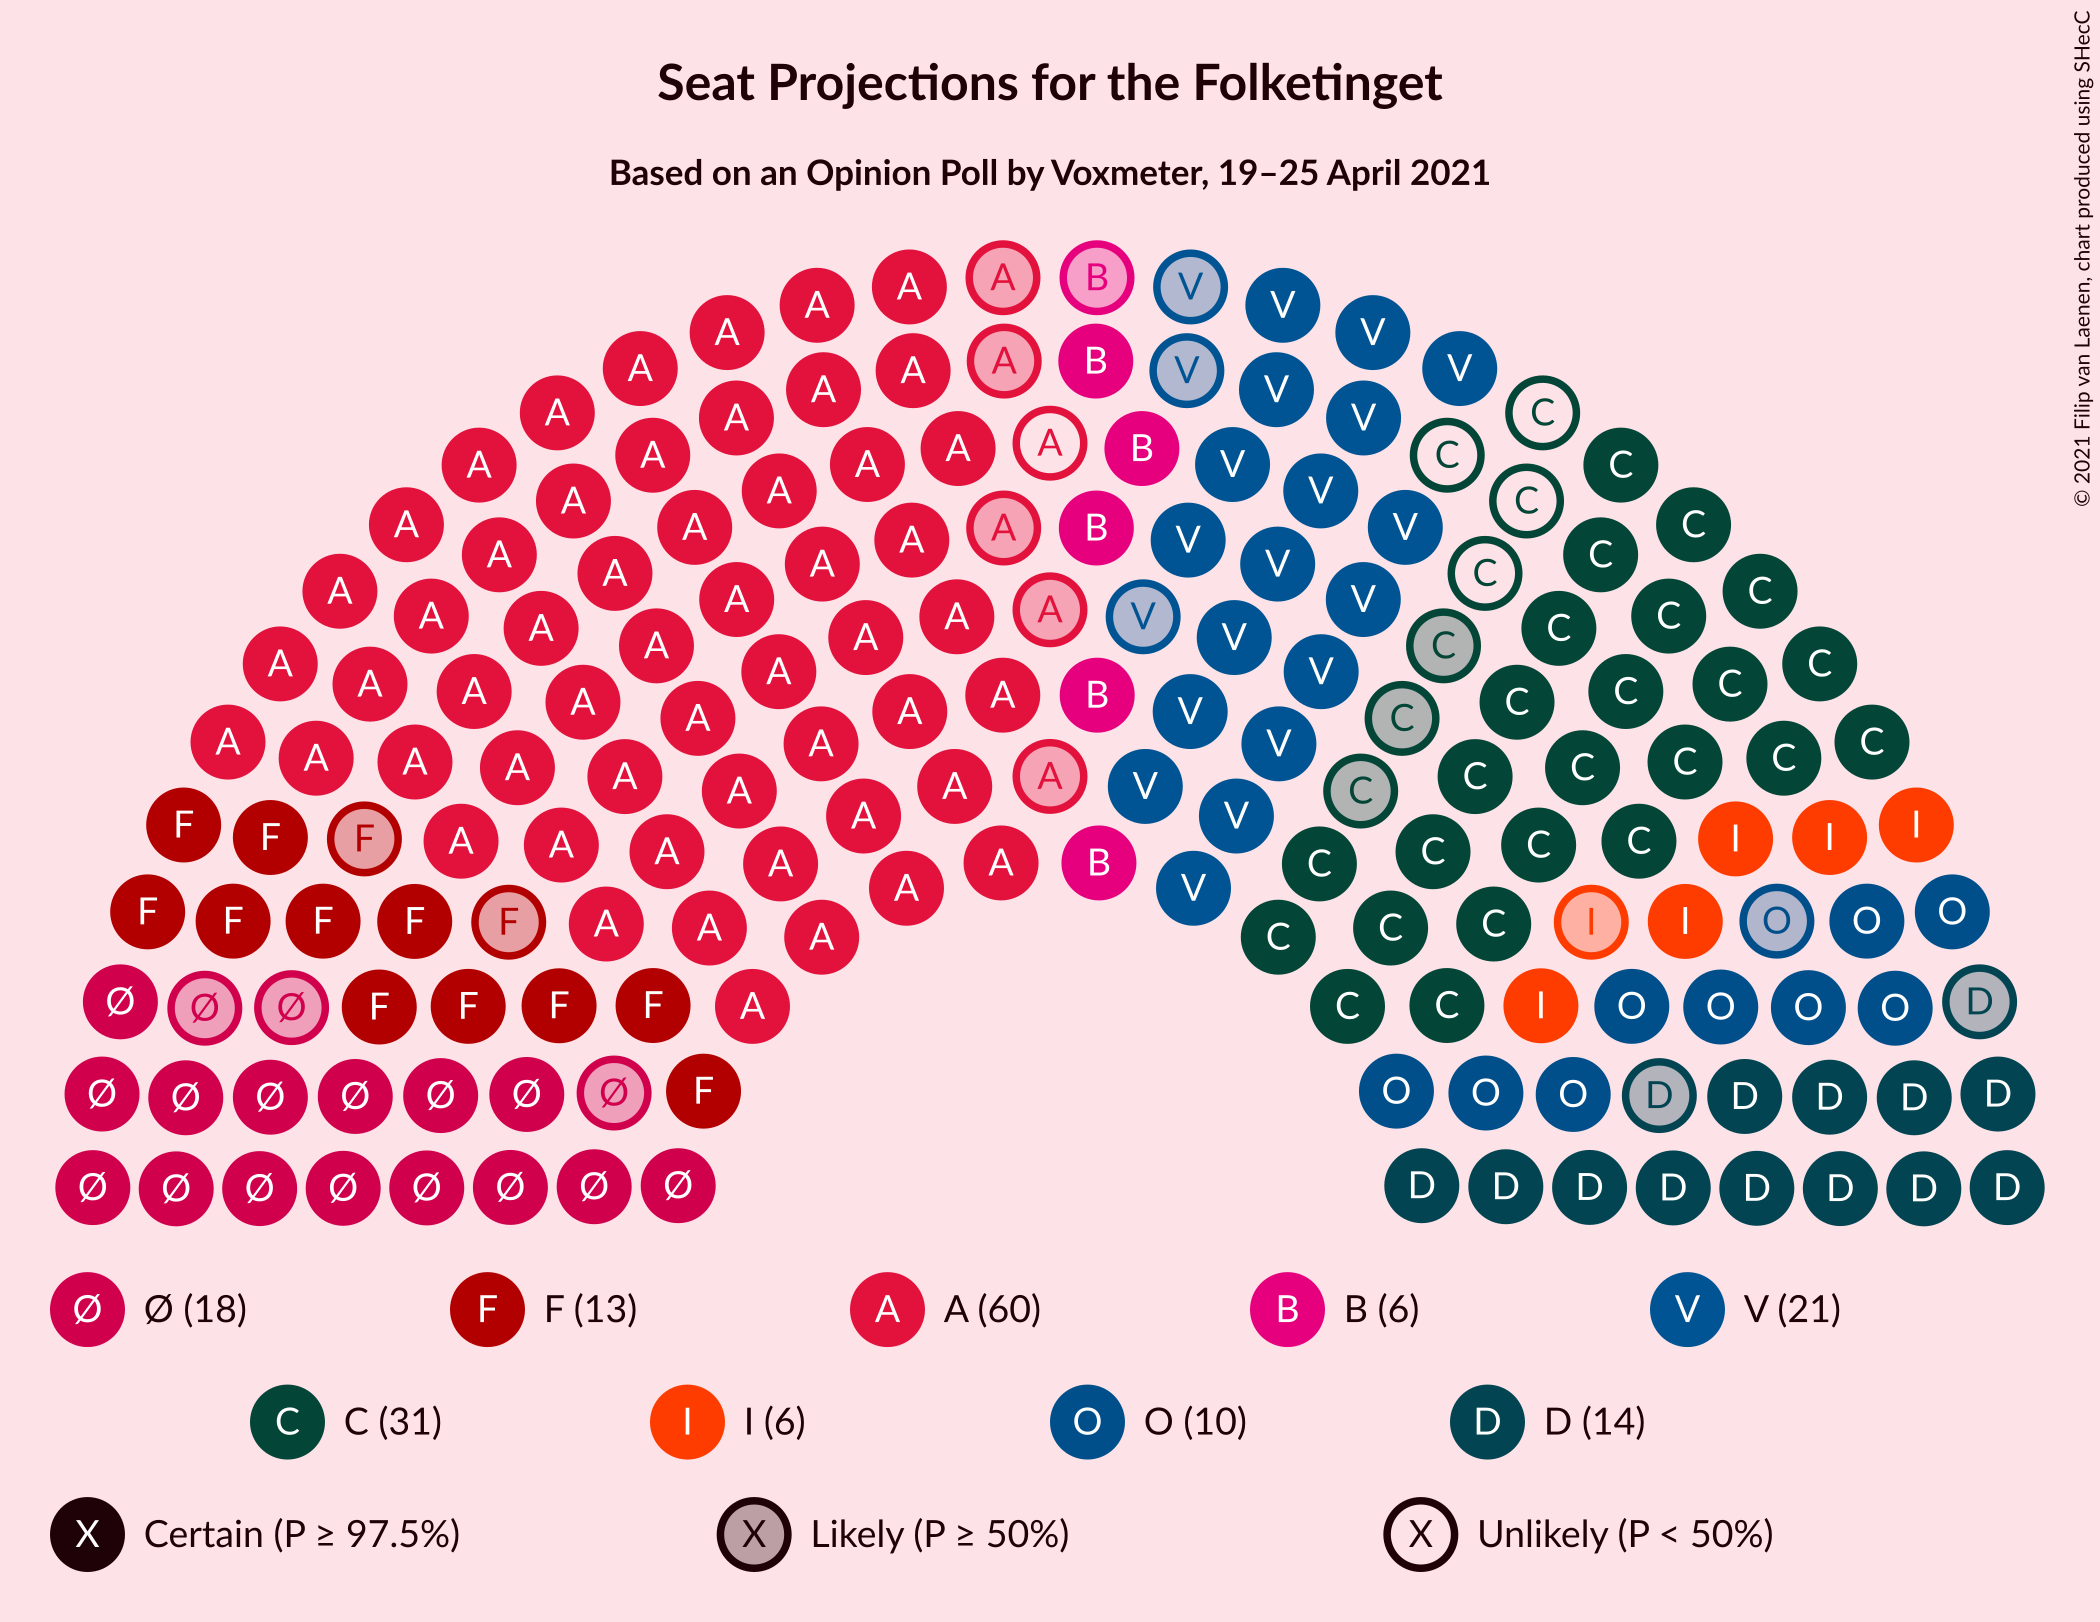 Seat Projections for the Folketinget
Based on an Opinion Poll by Voxmeter, 19–25 April 2021
© 2021 Filip van Laenen, chart produced using SHecC
A A B V
A V
A V
A A B V V
A V
A A V V
A A A B V C C
A A V
A A A V C
A A B V C
A A A V C C
A A V V
A A A V C C
A A A V C C C
A A A V C C
A A V C
A A A B V C C C
A A A V C C
A A A V C C C
A A A A V C C C
F A A V C
F F A A C C I I I
A A A B C C C
A V
F F F F F A A A C C C I I O O O
A C
Ø Ø Ø F F F F A C C I O O O O D
Ø Ø Ø Ø Ø Ø Ø F O O O D D D D D
Ø Ø Ø Ø Ø Ø Ø Ø D D D D D D D D
Ø Ø (18) F F (13) A A (60) B B (6) V V (21)
C C (31) I I (6) O O (10) D D (14)
X Certain (P ≥ 97.5%) X Likely (P ≥ 50%) X Unlikely (P < 50%)